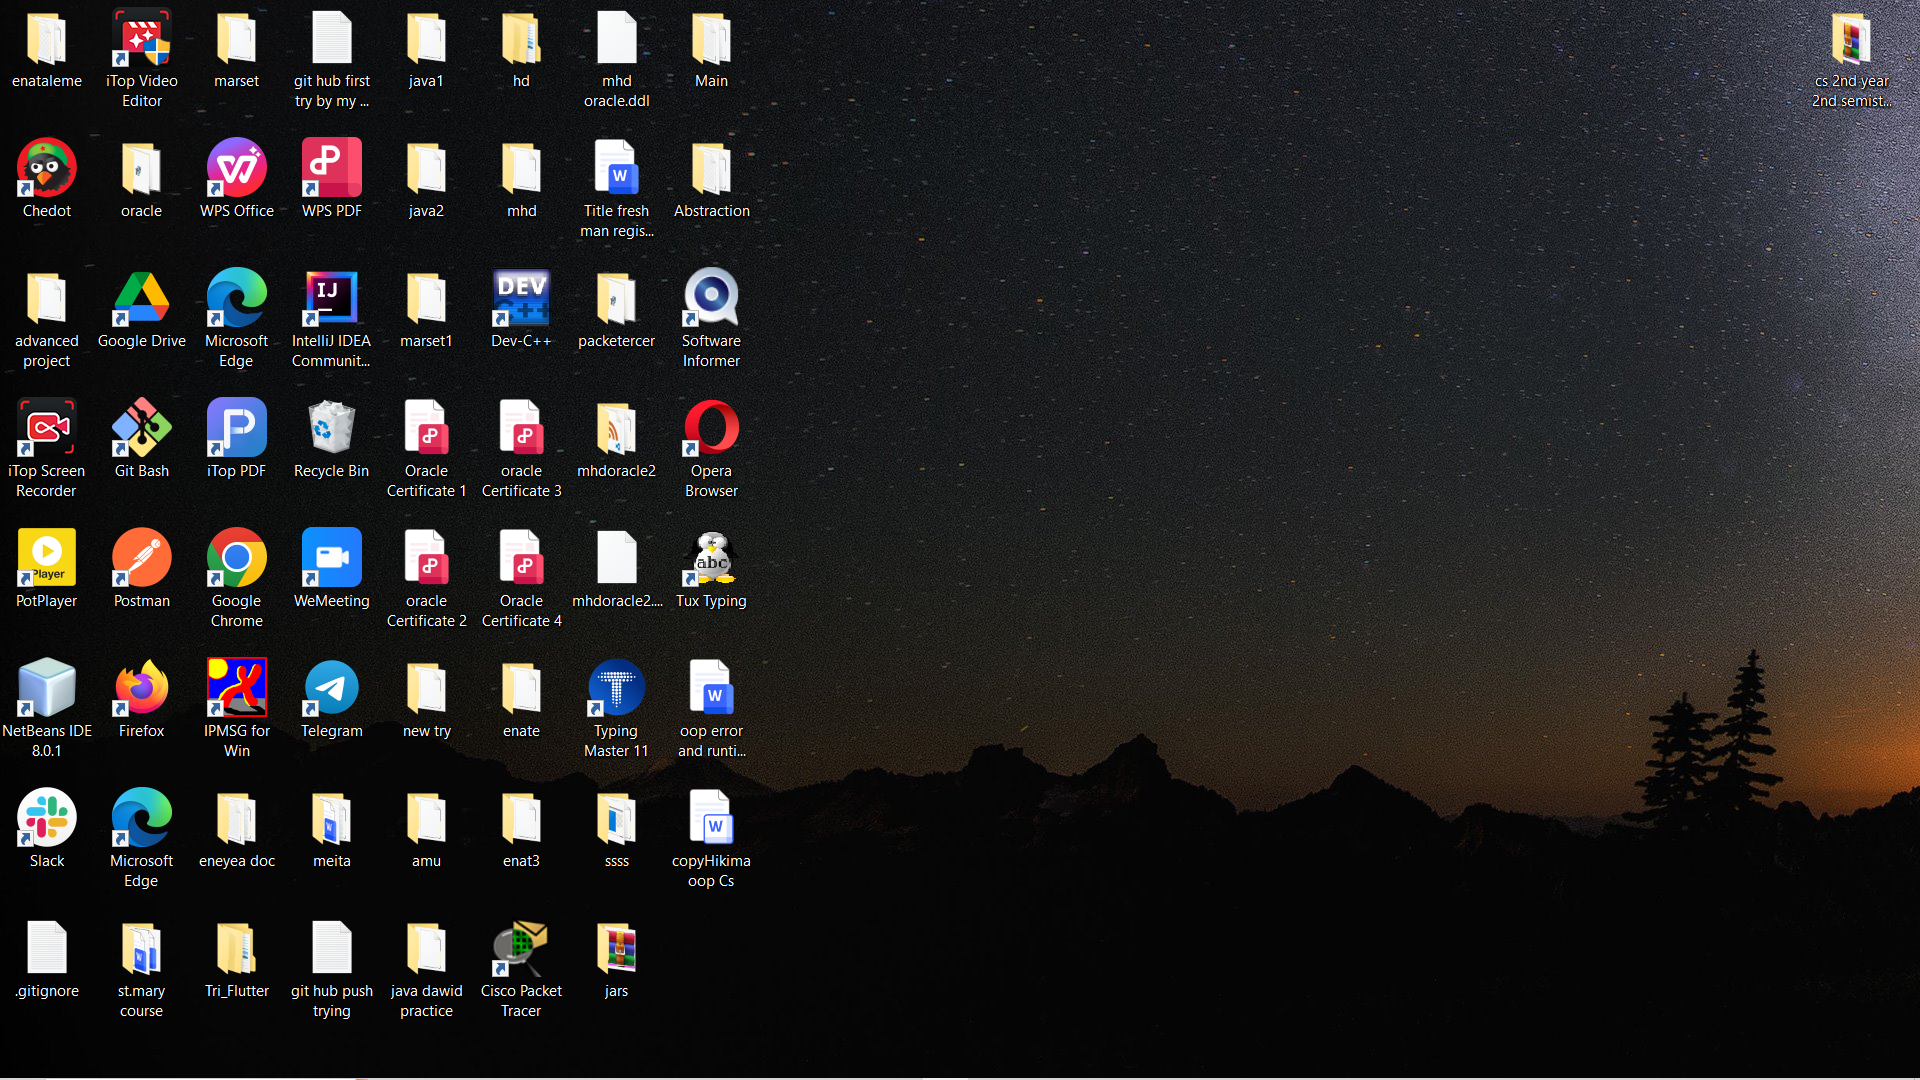 enataleme
iTop Video
Editor
marset
git hub first
try by my ...
java1
hd
mhd
oracle.ddl
Main
cs 2nd year
2nd semist...
Chedot
oracle
WPS Office
WPS PDF
java2
mhd
W
Title fresh
man regis...
Abstraction
advanced
project
Google Drive
Microsoft
Edge
IJ
IntelliJ IDEA
Communit...
marset1
DEV
C++
Dev-C++
packetercer
Software
Informer
iTop Screen
Recorder
Git Bash
iTop PDF
Recycle Bin
Oracle
Certificate 1
oracle
Certificate 3
mhdoracle2
Opera
Browser
Player
PotPlayer
Postman
Google
Chrome
WeMeeting
oracle
Certificate 2
Oracle
Certificate 4
mhdoracle2....
abc
Tux Typing
NetBeans IDE
8.0.1
Firefox
IPMSG for
Win
Telegram
new try
enate
T
Typing
Master 11
W
oop error
and runti...
Slack
Microsoft
Edge
eneyea doc
meita
amu
enat3
ssss
W
copyHikima
oop Cs
.gitignore
st.mary
course
Tri_Flutter
git hub push
trying
java dawid
practice
Cisco Packet
Tracer
jars